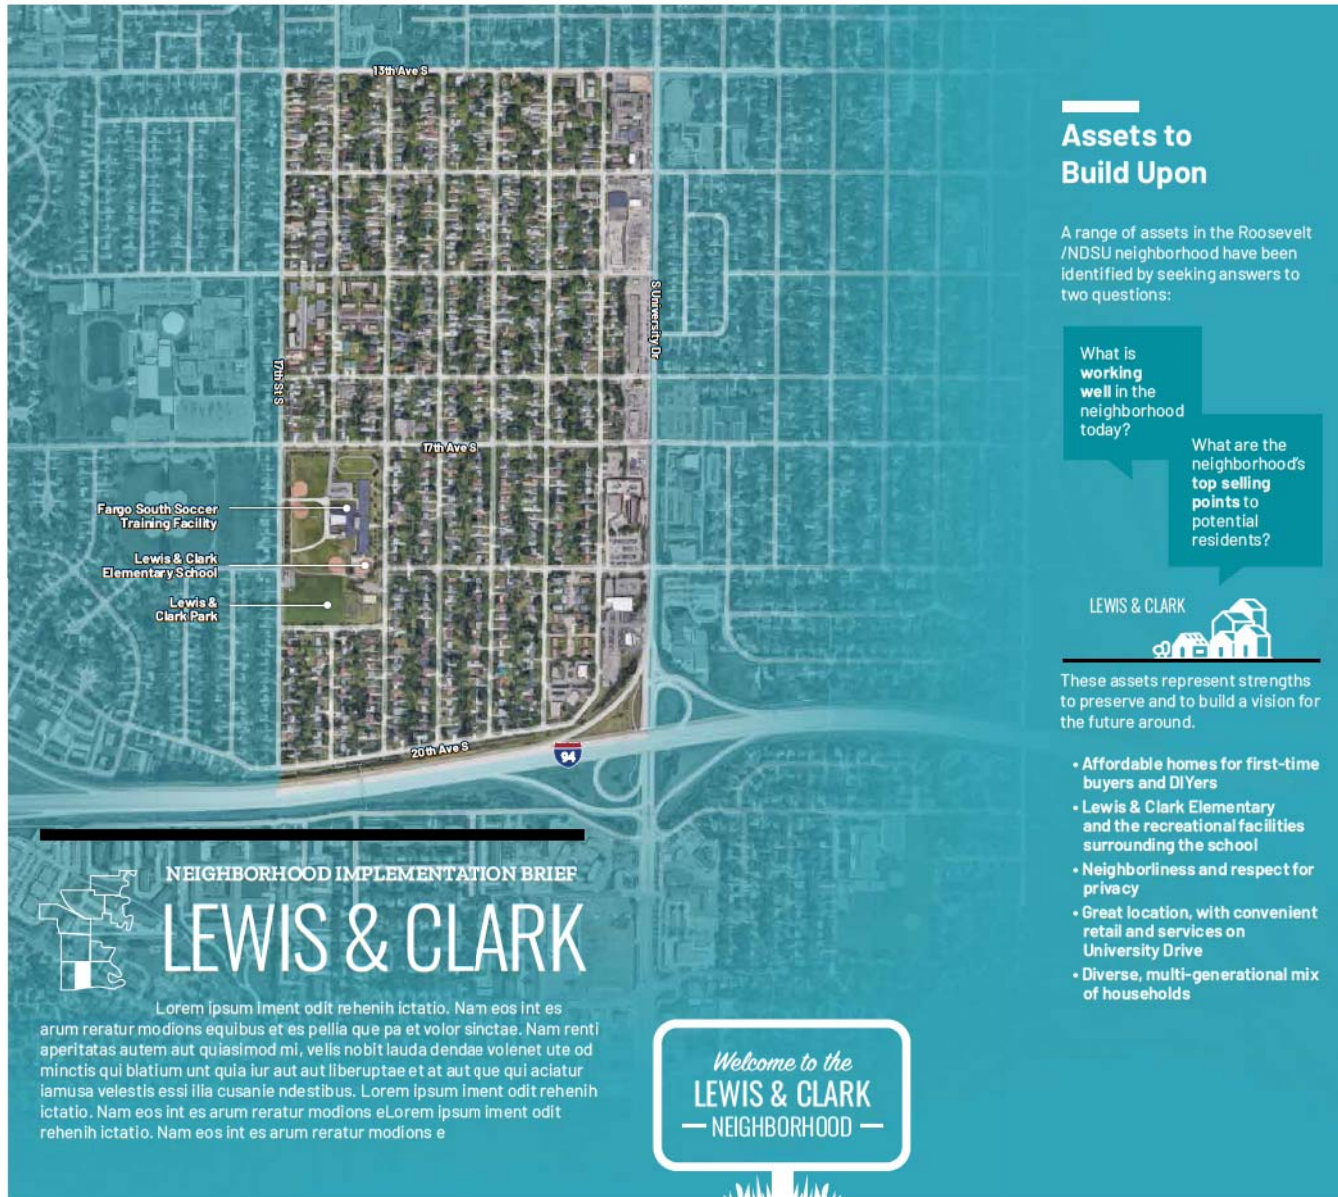 13th Ave S
S University Dr
17th St S
17th Ave S
Fargo South Soccer
Training Facility
Lewis & Clark
Elementary School
Lewis &
Clark Park
20th Ave S
94
NEIGHBORHOOD IMPLEMENTATION BRIEF
LEWIS & CLARK
Lorem ipsum iment odit rehenih ictatio. Nam eos int es
arum reratur modions equibus et es pellia que pa et volor sinctae. Nam renti
aperitatas autem aut quiasimod mi, velis nobit lauda dendae volenet ute od
minctis qui blatium unt quia iur aut aut liberuptae et at aut que qui aciatur
iamusa velestis essi illa cusanie ndestibus. Lorem ipsum iment odit rehenih
ictatio. Nam eos int es arum reratur modions eLorem ipsum iment odit
rehenih ictatio. Nam eos int es arum reratur modions e
Welcome to the
LEWIS & CLARK
NEIGHBORHOOD
Assets to
Build Upon
A range of assets in the Roosevelt
/NDSU neighborhood have been
identified by seeking answers to
two questions:
What is
working
well in the
neighborhood
today?
What are the
neighborhood's
top selling
points to
potential
residents?
LEWIS & CLARK
These assets represent strengths
to preserve and to build a vision for
the future around.
• Affordable homes for first-time
buyers and DIYers
• Lewis & Clark Elementary
and the recreational facilities
surrounding the school
• Neighborliness and respect for
privacy
• Great location, with convenient
retail and services on
University Drive
• Diverse, multi-generational mix
of households